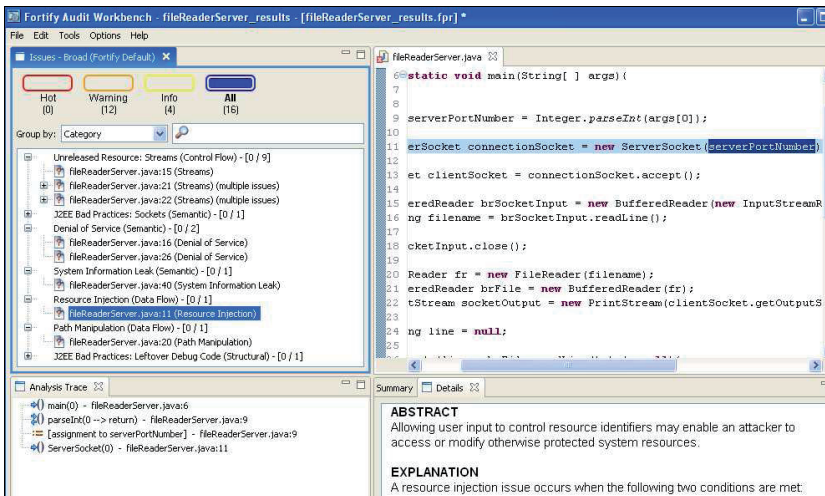 Fortify Audit Workbench - fileReaderServer_results - [fileReaderServer_results.fpr] *
File Edit Tools Options Help
Issues - Broad (Fortify Default)
Hot Warning Info All
(0) (12) (4) (16)
Group by: Category
Unreleased Resource: Streams (Control Flow) - [0 / 9]
fileReaderServer.java:15 (Streams)
fileReaderServer.java:21 (Streams) (multiple issues)
fileReaderServer.java:22 (Streams) (multiple issues)
J2EE Bad Practices: Sockets (Semantic) - [0 / 1]
Denial of Service (Semantic) - [0 / 2]
fileReaderServer.java:16 (Denial of Service)
fileReaderServer.java:26 (Denial of Service)
System Information Leak (Semantic) - [0 / 1]
fileReaderServer.java:40 (System Information Leak)
Resource Injection (Data Flow) - [0 / 1]
fileReaderServer.java:11 (Resource Injection)
Path Manipulation (Data Flow) - [0 / 1]
fileReaderServer.java:20 (Path Manipulation)
J2EE Bad Practices: Leftover Debug Code (Structural) - [0 / 1]
fileReaderServer.java
6 static void main(String[ ] args){
7
8
9 serverPortNumber = Integer.parseInt(args[0]);
10
11 erSocket connectionSocket = new ServerSocket(serverPortNumber)
12
13 et clientSocket = connectionSocket.accept();
14
15 eredReader brSocketInput = new BufferedReader(new InputStreamR
16 ng filename = brSocketInput.readLine();
17
18 cketInput.close();
19
20 Reader fr = new FileReader(filename);
21 eredReader brFile = new BufferedReader(fr);
22 tStream socketOutput = new PrintStream(clientSocket.getOutputS
23
24 ng line = null;
25
Analysis Trace
main(0) - fileReaderServer.java:6
parseInt(0 --> return) - fileReaderServer.java:9
[assignment to serverPortNumber] - fileReaderServer.java:9
ServerSocket(0) - fileReaderServer.java:11
Summary Details
ABSTRACT
Allowing user input to control resource identifiers may enable an attacker to
access or modify otherwise protected system resources.
EXPLANATION
A resource injection issue occurs when the following two conditions are met: